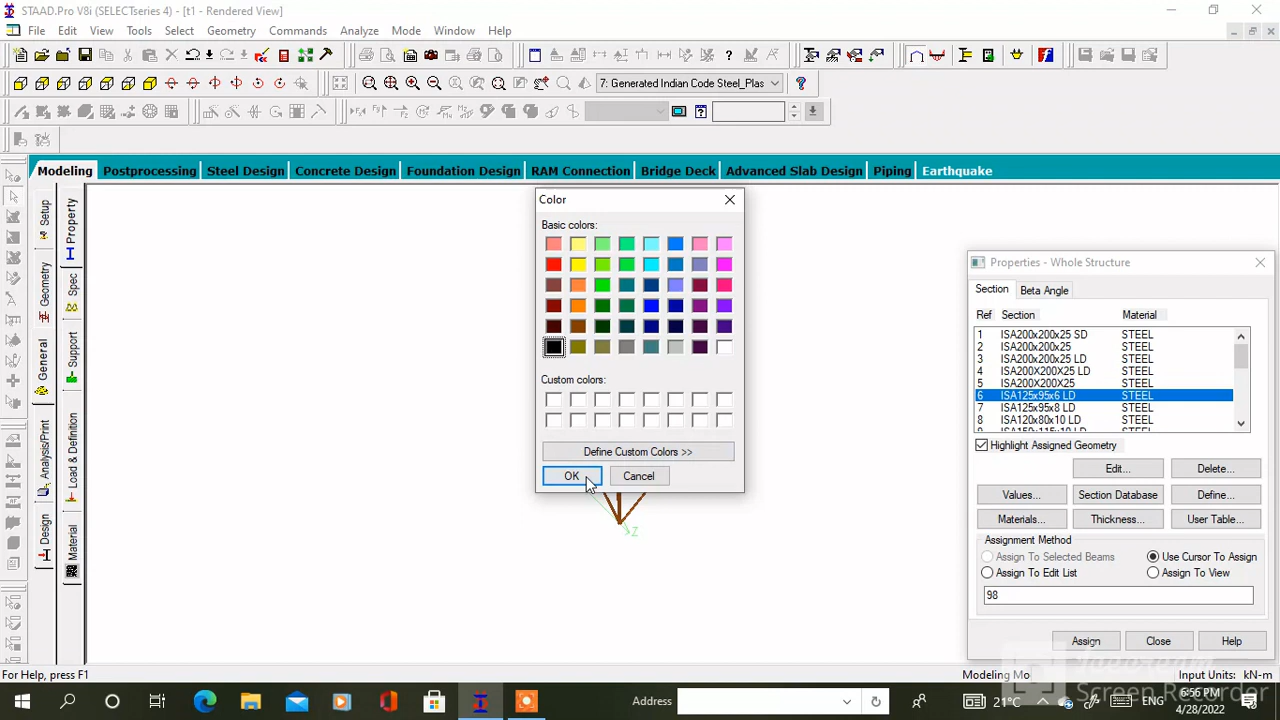 STAAD.Pro V8i (SELECTseries 4) - [t1 - Rendered View]
File Edit View Tools Select Geometry Commands Analyze Mode Window Help
7: Generated Indian Code Steel_Plas
Modeling Postprocessing Steel Design Concrete Design Foundation Design RAM Connection Bridge Deck Advanced Slab Design Piping Earthquake
Setup
Geometry
General
Analysis/Print
Design
Property
Spec
Support
Load & Definition
Material
Color
Basic colors:
Custom colors:
Define Custom Colors >>
OK Cancel
Z
Properties - Whole Structure
Section Beta Angle
Ref Section Material
1 ISA200x200x25 SD STEEL
2 ISA200x200x25 STEEL
3 ISA200x200x25 LD STEEL
4 ISA200X200X25 LD STEEL
5 ISA200X200X25 STEEL
6 ISA125x95x6 LD STEEL
7 ISA125x95x8 LD STEEL
8 ISA120x80x10 LD STEEL
Highlight Assigned Geometry
Edit... Delete...
Values... Section Database Define...
Materials... Thickness... User Table...
Assignment Method
Assign To Selected Beams Use Cursor To Assign
Assign To Edit List Assign To View
98
Assign Close Help
For Help, press F1
Modeling Mo
Input Units: kN-m
Screen Recorder
Address
21°C
ENG
6:56 PM
4/28/2022